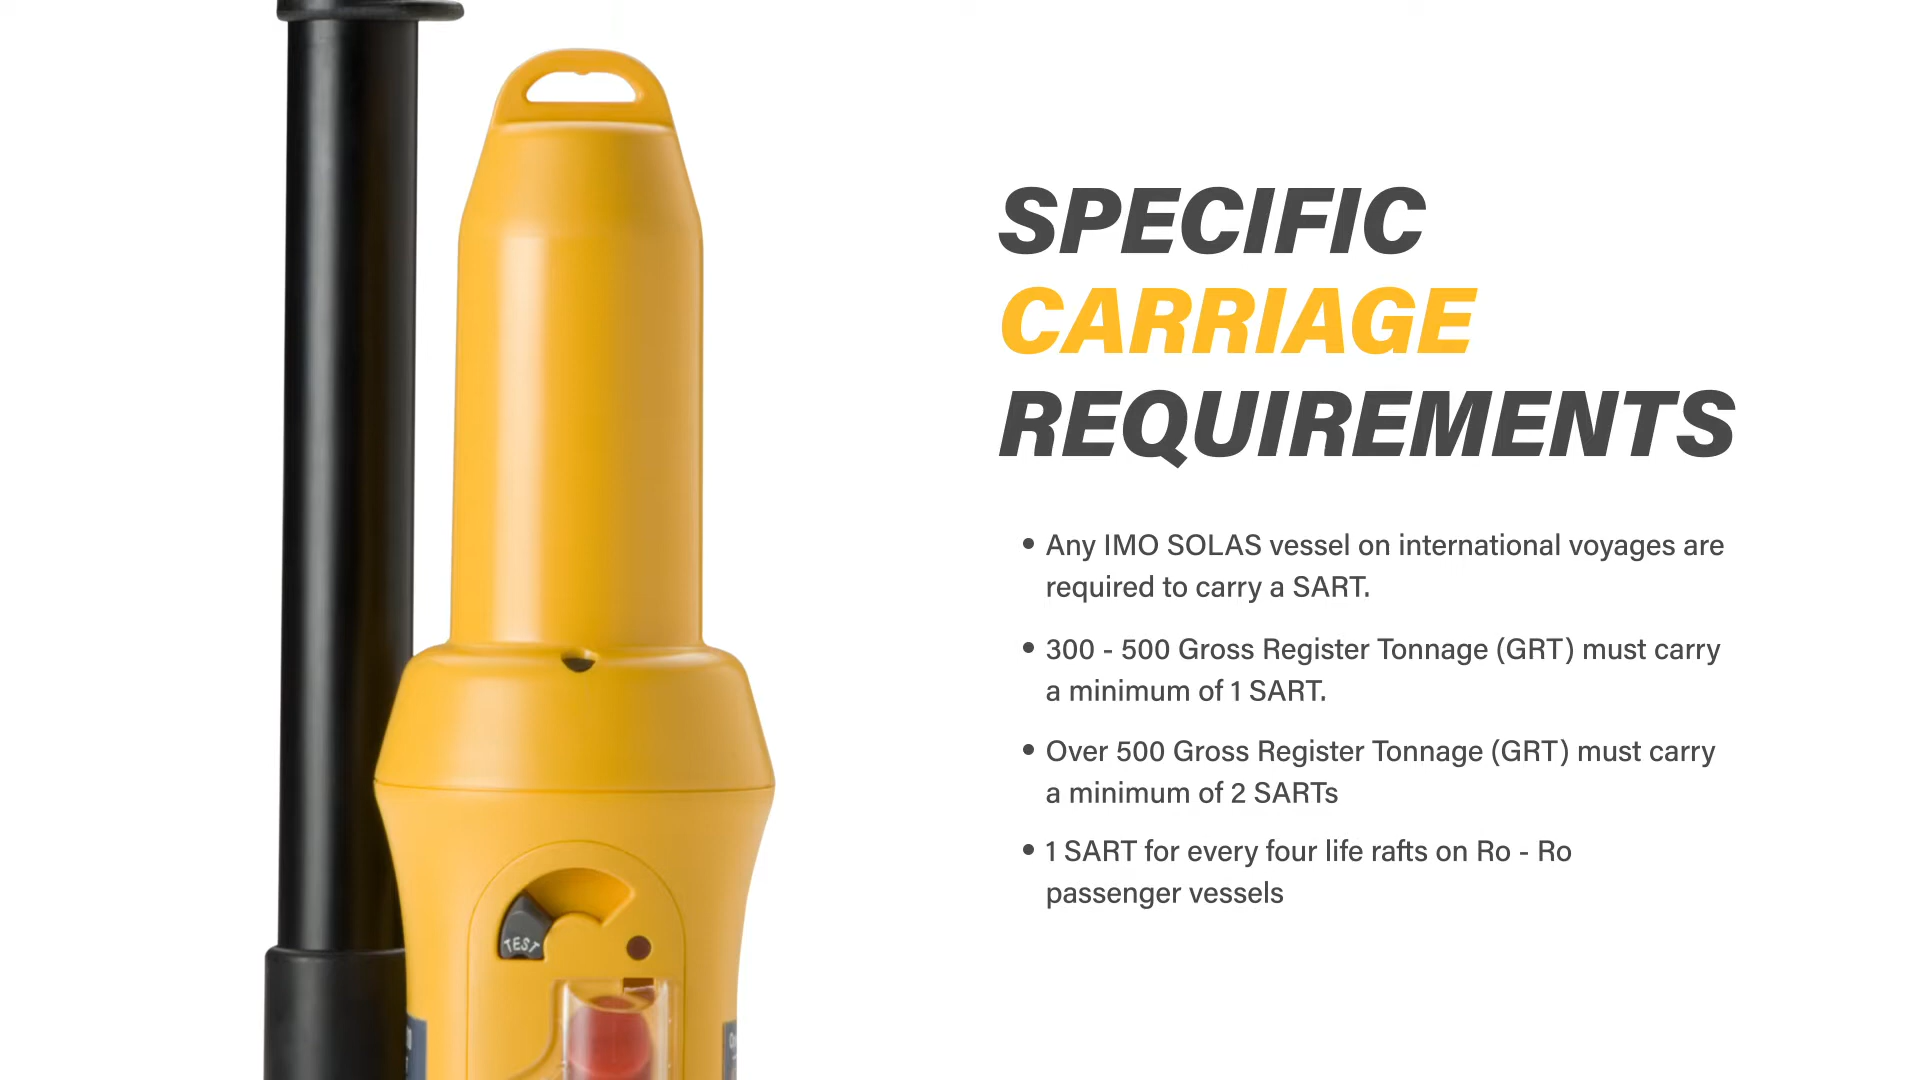 SPECIFIC
CARRIAGE
REQUIREMENTS
• Any IMO SOLAS vessel on international voyages are
required to carry a SART.
• 300 - 500 Gross Register Tonnage (GRT) must carry
a minimum of 1 SART.
• Over 500 Gross Register Tonnage (GRT) must carry
a minimum of 2 SARTs
• 1 SART for every four life rafts on Ro - Ro
passenger vessels
TEST